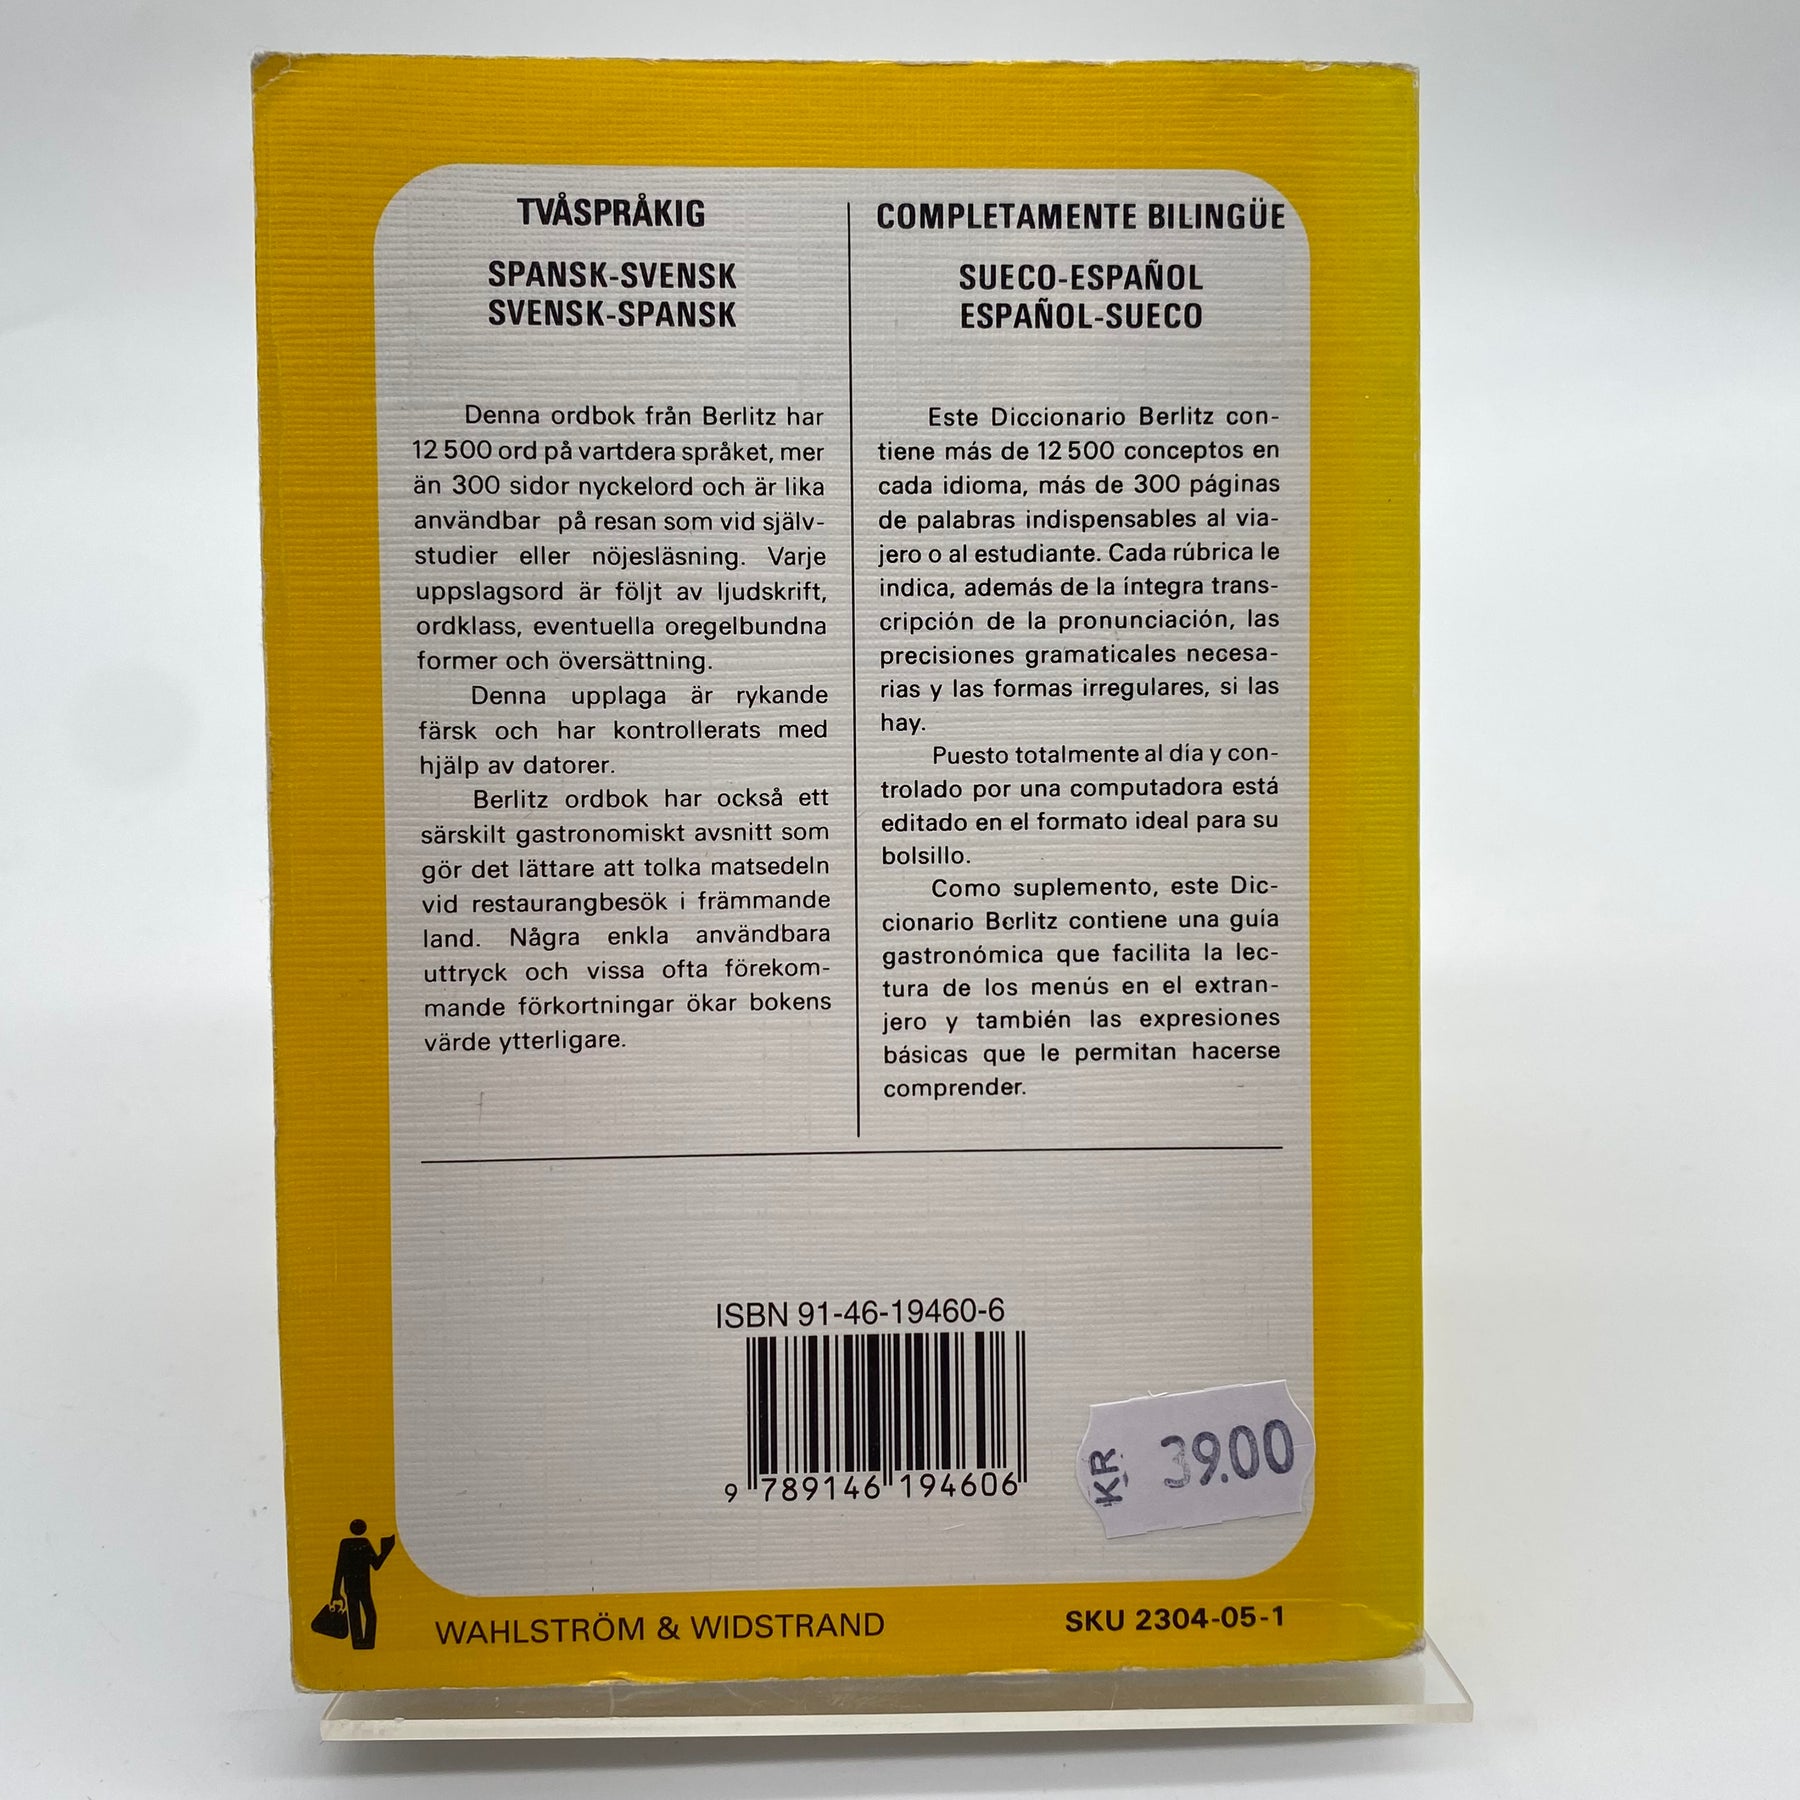 TVÅSPRÅKIG
SPANSK-SVENSK
SVENSK-SPANSK
Denna ordbok från Berlitz har
12 500 ord på vartdera språket, mer
än 300 sidor nyckelord och är lika
användbar på resan som vid själv-
studier eller nöjesläsning. Varje
uppslagsord är följt av ljudskrift,
ordklass, eventuella oregelbundna
former och översättning.
Denna upplaga är rykande
färsk och har kontrollerats med
hjälp av datorer.
Berlitz ordbok har också ett
särskilt gastronomiskt avsnitt som
gör det lättare att tolka matsedeln
vid restaurangbesök i främmande
land. Några enkla användbara
uttryck och vissa ofta förekom-
mande förkortningar ökar bokens
värde ytterligare.
COMPLETAMENTE BILINGÜE
SUECO-ESPAÑOL
ESPAÑOL-SUECO
Este Diccionario Berlitz con-
tiene más de 12 500 conceptos en
cada idioma, más de 300 páginas
de palabras indispensables al via-
jero o al estudiante. Cada rúbrica le
indica, además de la íntegra trans-
cripción de la pronunciación, las
precisiones gramaticales necesa-
rias y las formas irregulares, si las
hay.
Puesto totalmente al día y con-
trolado por una computadora está
editado en el formato ideal para su
bolsillo.
Como suplemento, este Dic-
cionario Berlitz contiene una guía
gastronómica que facilita la lec-
tura de los menús en el extran-
jero y también las expresiones
básicas que le permitan hacerse
comprender.
ISBN 91-46-19460-6
9 789146 194606
KR 39.00
WAHLSTRÖM & WIDSTRAND
SKU 2304-05-1